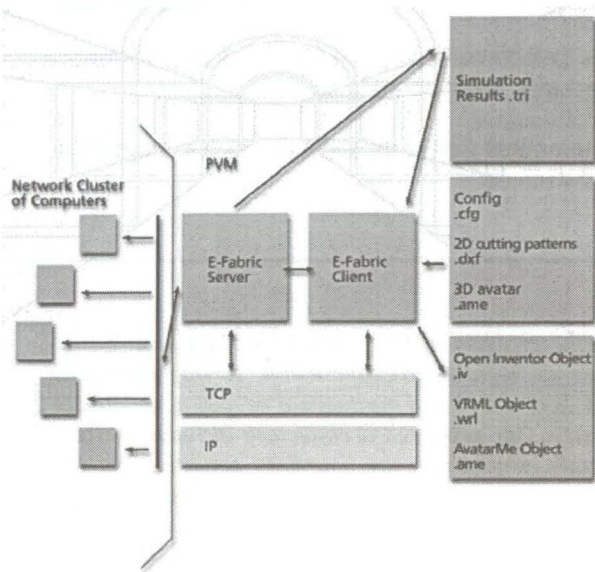 Simulation
Results .tri
PVM
Network Cluster
of Computers
E-Fabric
Server
E-Fabric
Client
Config
.cfg
2D cutting patterns
.dxf
3D avatar
.ame
Open Inventor Object
.iv
VRML Object
.wrl
AvatarMe Object
.ame
TCP
IP